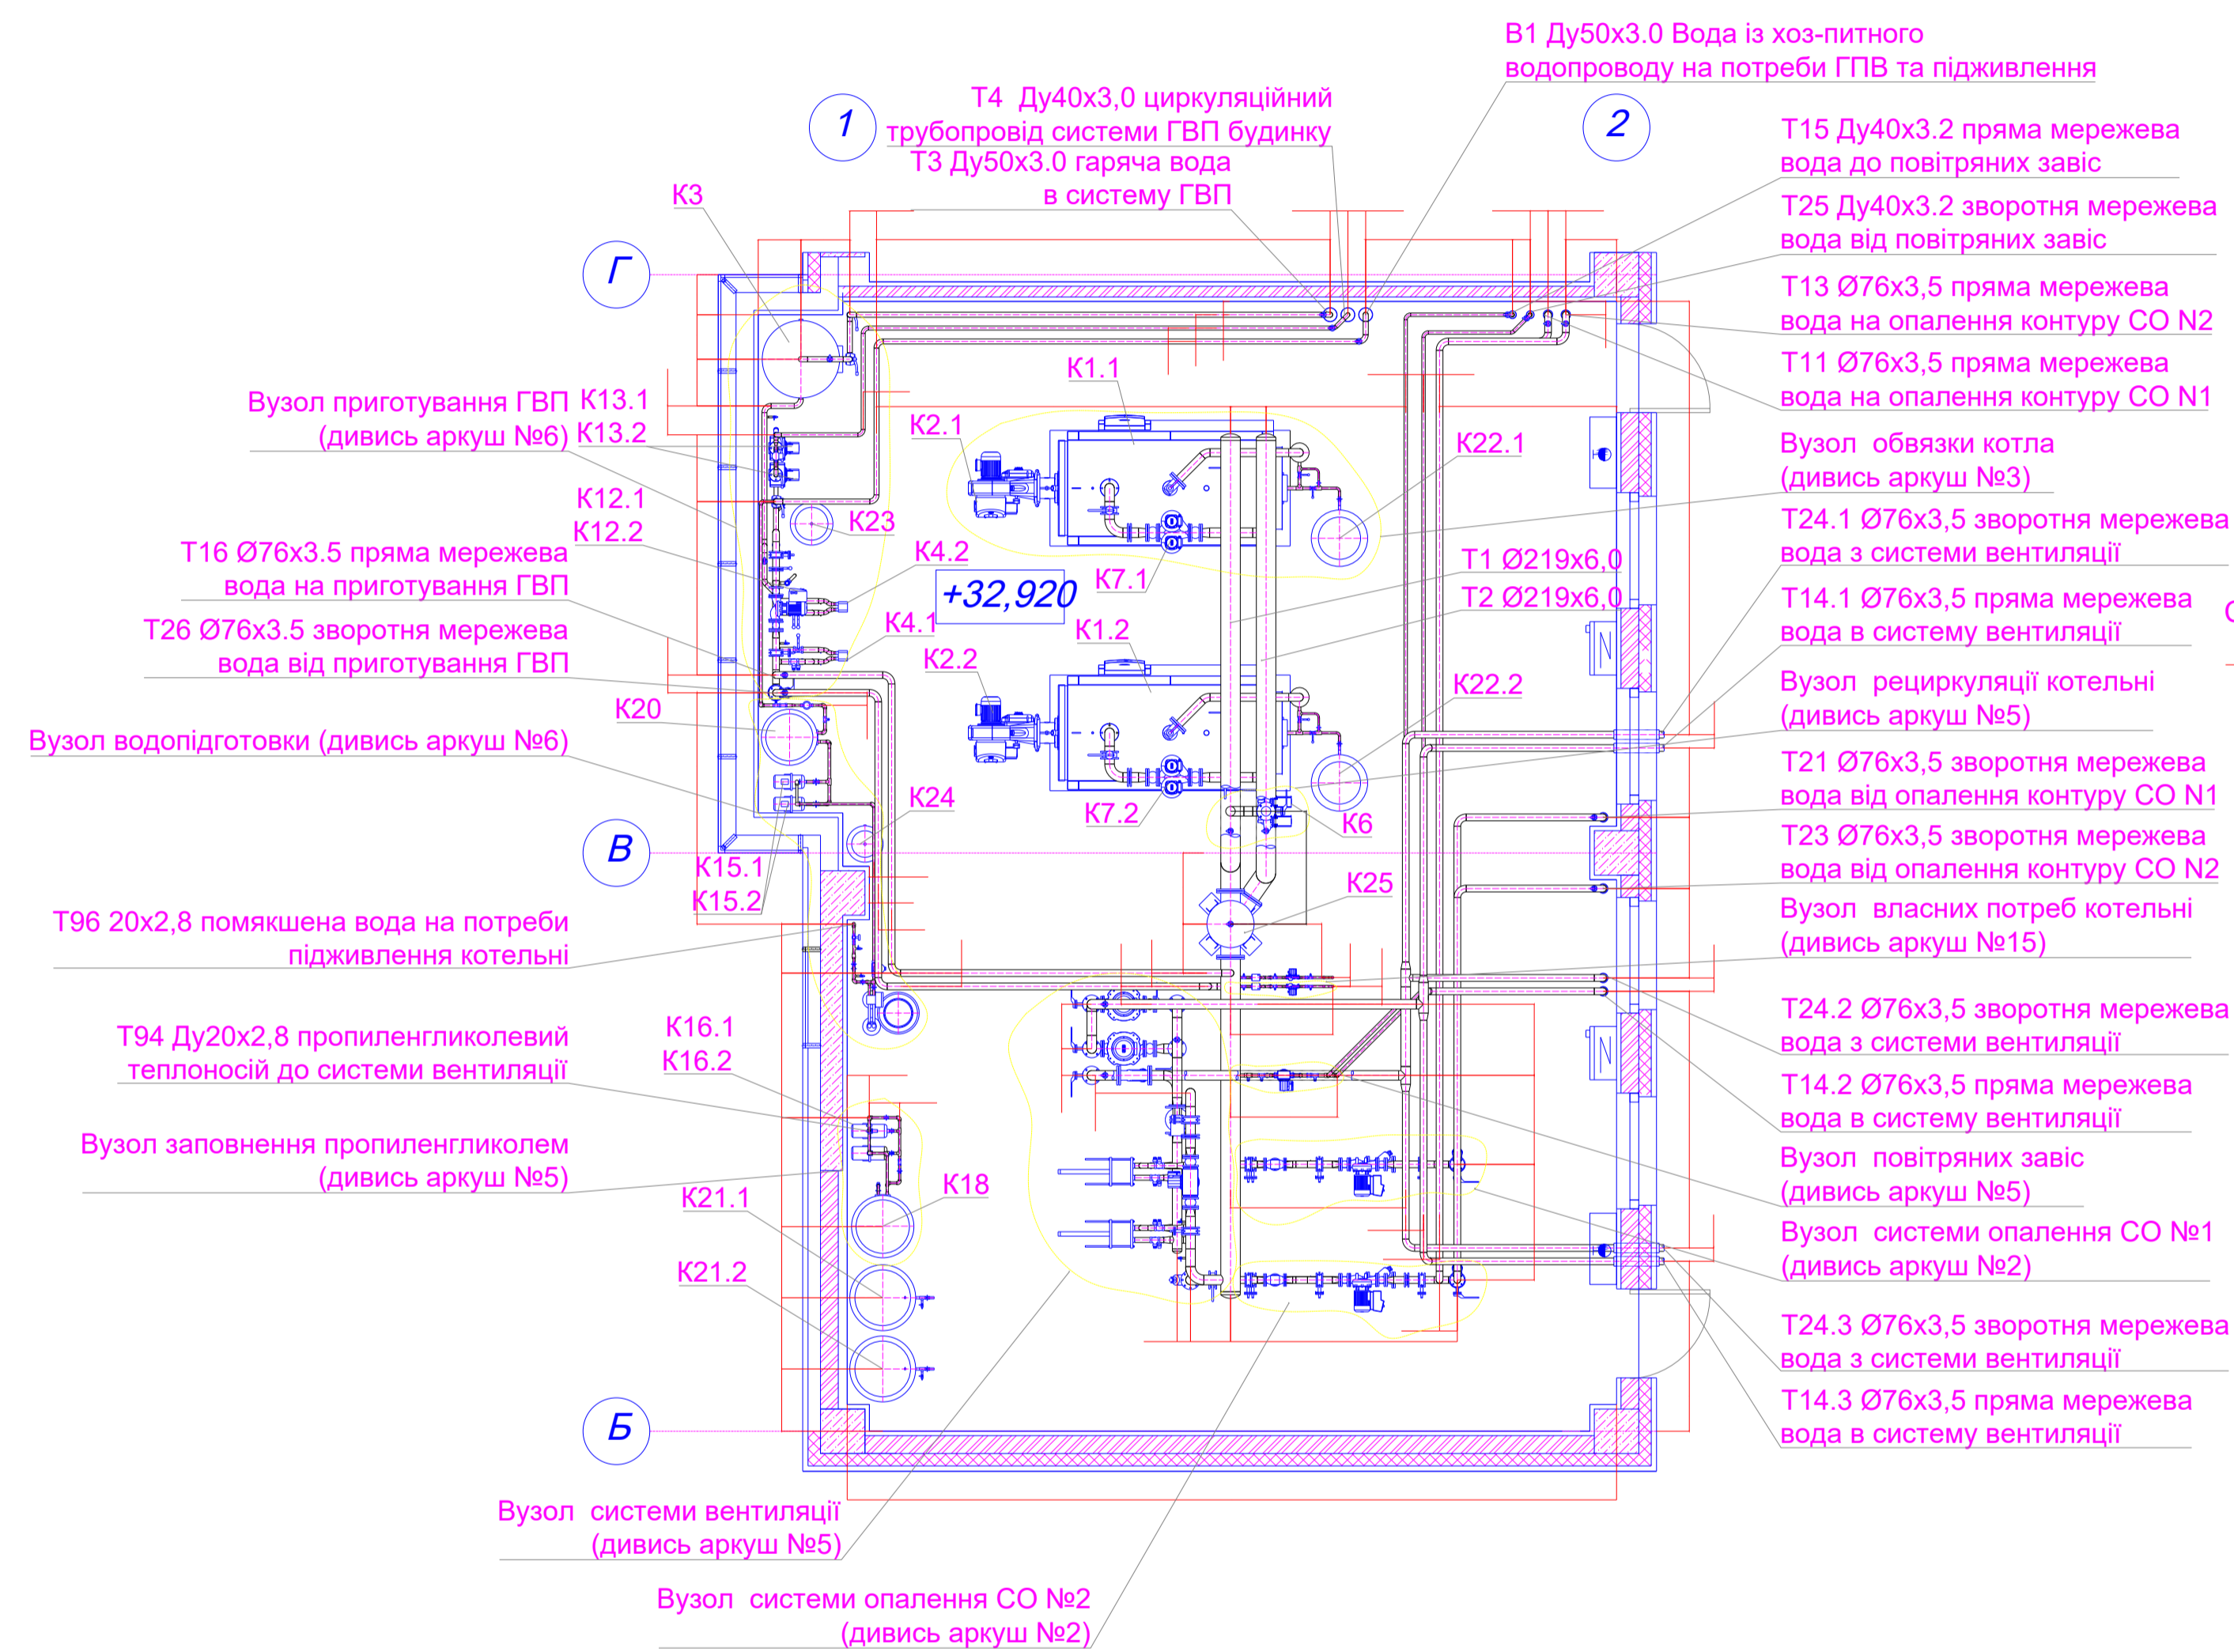 В1 Ду50х3.0 Вода із хоз-питного
водопроводу на потреби ГПВ та підживлення
Т4 Ду40х3,0 циркуляційний
трубопровід системи ГВП будинку
Т3 Ду50х3.0 гаряча вода
в систему ГВП
1
2
Т15 Ду40х3.2 пряма мережева
вода до повітряних завіс
Т25 Ду40х3.2 зворотня мережева
вода від повітряних завіс
Т13 Ø76х3,5 пряма мережева
вода на опалення контуру СО N2
Т11 Ø76х3,5 пряма мережева
вода на опалення контуру СО N1
Вузол обвязки котла
(дивись аркуш №3)
Т24.1 Ø76х3,5 зворотня мережева
вода з системи вентиляції
Т14.1 Ø76х3,5 пряма мережева
вода в систему вентиляції
Вузол рециркуляції котельні
(дивись аркуш №5)
Т21 Ø76х3,5 зворотня мережева
вода від опалення контуру СО N1
Т23 Ø76х3,5 зворотня мережева
вода від опалення контуру СО N2
Вузол власних потреб котельні
(дивись аркуш №15)
Т24.2 Ø76х3,5 зворотня мережева
вода з системи вентиляції
Т14.2 Ø76х3,5 пряма мережева
вода в систему вентиляції
Вузол повітряних завіс
(дивись аркуш №5)
Вузол системи опалення СО №1
(дивись аркуш №2)
Т24.3 Ø76х3,5 зворотня мережева
вода з системи вентиляції
Т14.3 Ø76х3,5 пряма мережева
вода в систему вентиляції
К3
Г
Вузол приготування ГВП
(дивись аркуш №6)
К13.1
К13.2
К12.1
К12.2
Т16 Ø76х3.5 пряма мережева
вода на приготування ГВП
Т26 Ø76х3.5 зворотня мережева
вода від приготування ГВП
К20
Вузол водопідготовки (дивись аркуш №6)
В
К15.1
К15.2
Т96 20х2,8 помякшена вода на потреби
підживлення котельні
Т94 Ду20х2,8 пропиленгликолевий
теплоносій до системи вентиляції
К16.1
К16.2
Вузол заповнення пропиленгликолем
(дивись аркуш №5)
К21.1
К21.2
К18
Б
К1.1
К2.1
К22.1
К23
К4.2
К7.1
+32,920
Т1 Ø219х6,0
Т2 Ø219х6,0
К4.1
К1.2
К2.2
К22.2
К24
К7.2
К6
К25
N
N
Вузол системи вентиляції
(дивись аркуш №5)
Вузол системи опалення СО №2
(дивись аркуш №2)